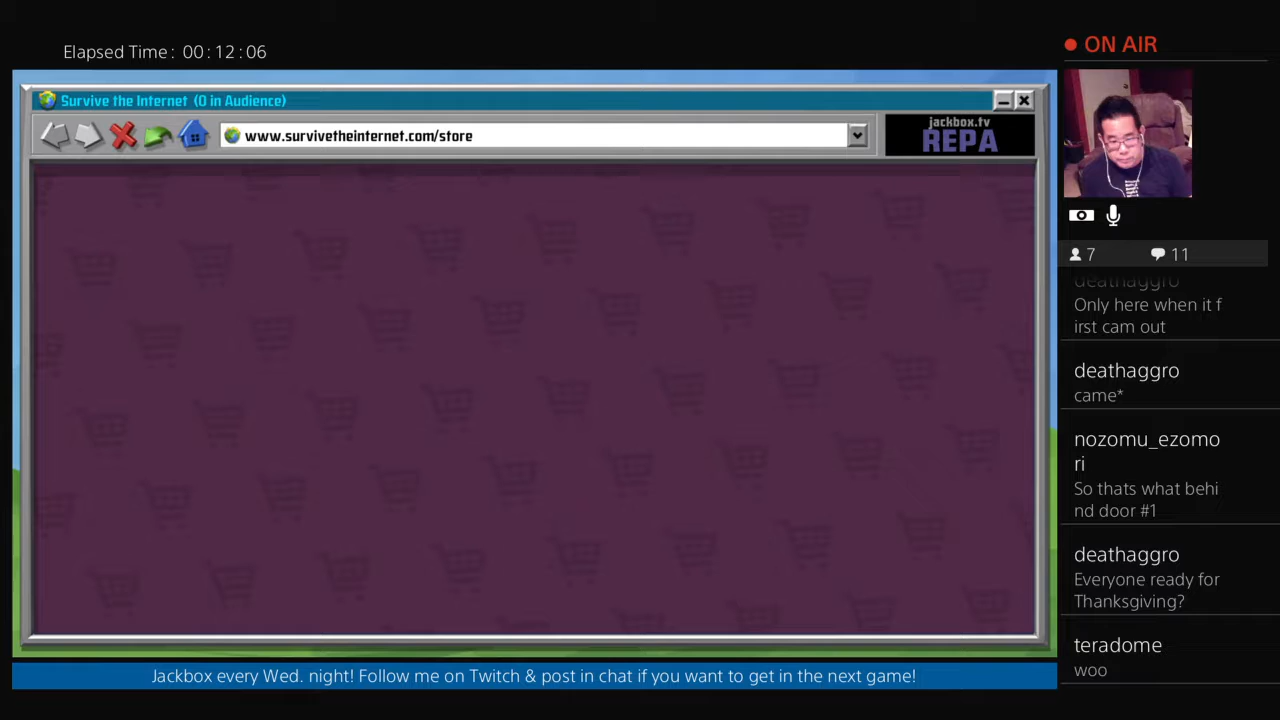 Elapsed Time: 00:12:06
ON AIR
Survive the Internet (0 in Audience)
www.survivetheinternet.com/store
jackbox.tv
REPA
7
11
deathaggro
Only here when it f
irst cam out
deathaggro
came*
nozomu_ezomo
ri
So thats what behi
nd door #1
deathaggro
Everyone ready for
Thanksgiving?
teradome
woo
Jackbox every Wed. night! Follow me on Twitch & post in chat if you want to get in the next game!